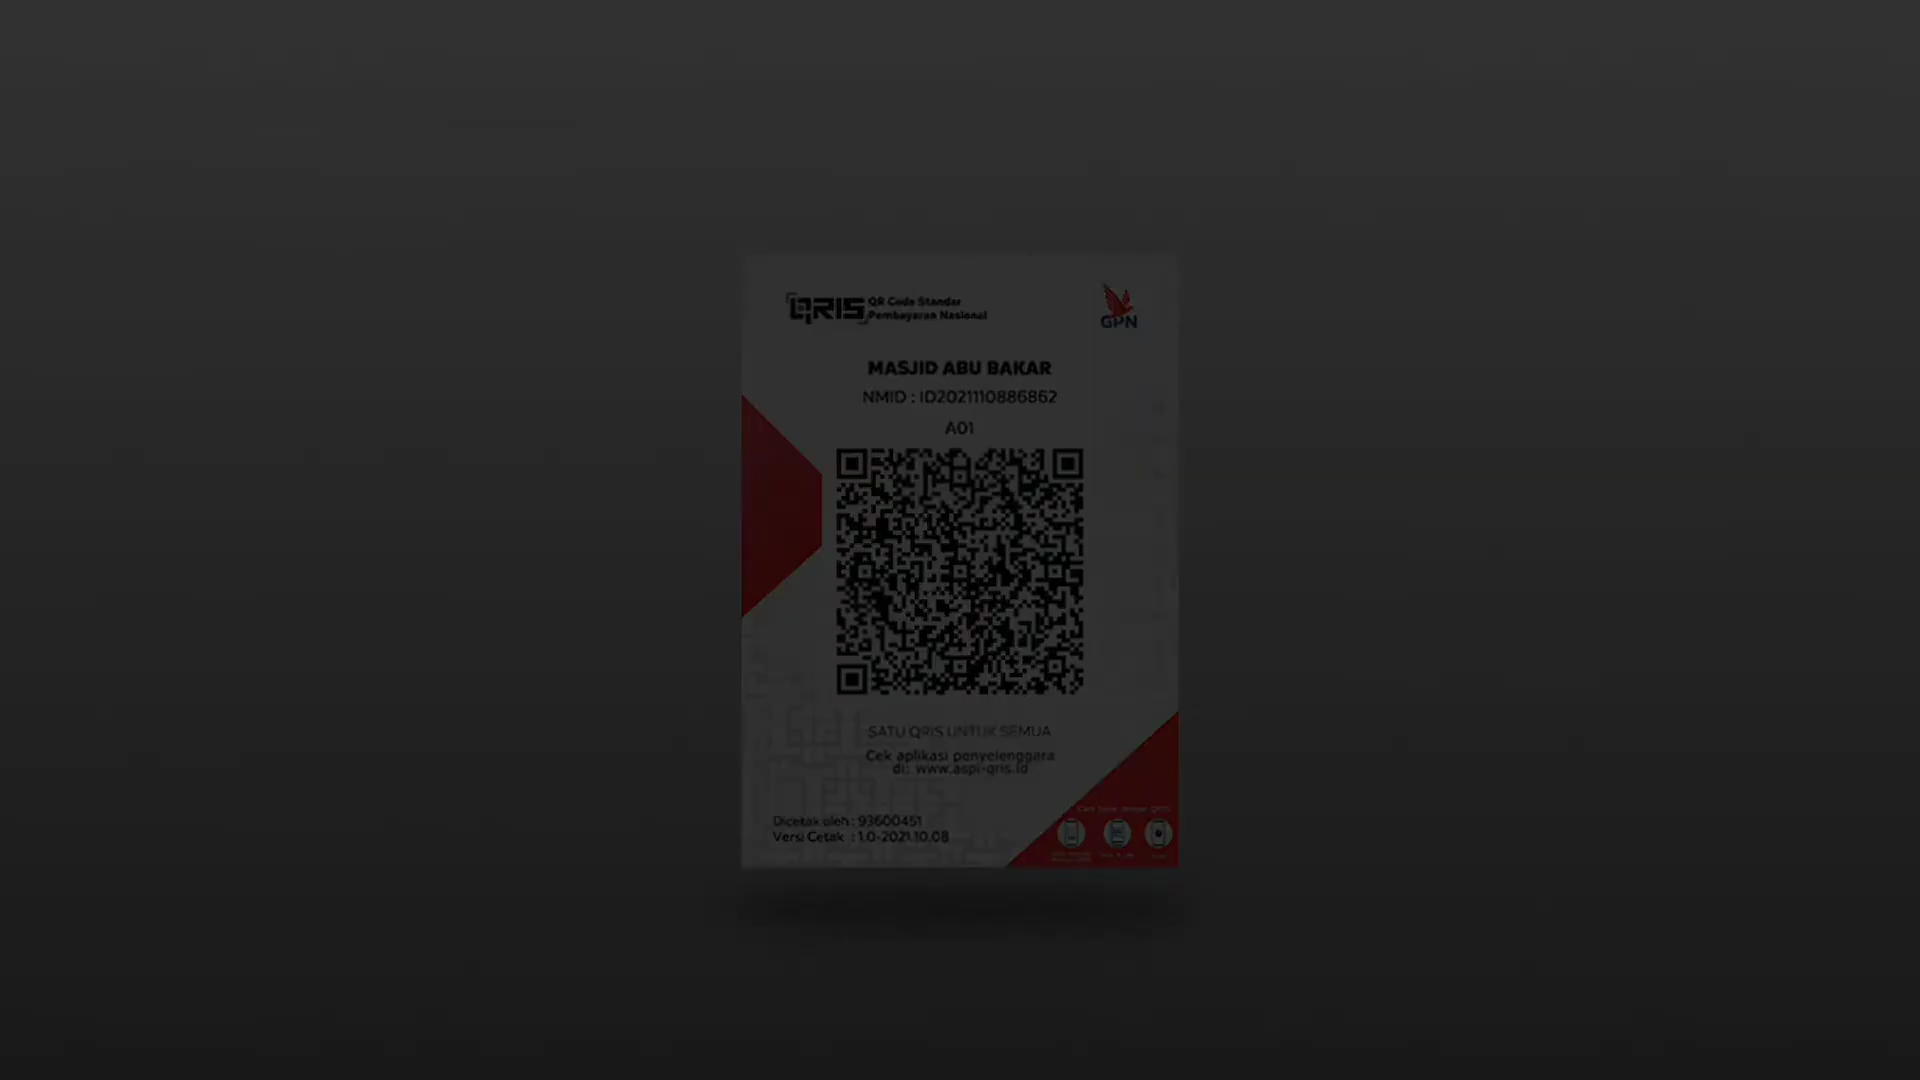 QRIS QR Code Standar
Pembayaran Nasional
GPN
MASJID ABU BAKAR
NMID : ID2021110886862
A01
SATU QRIS UNTUK SEMUA
Cek aplikasi penyelenggara
di: www.aspi-qris.id
Dicetak oleh : 93600451
Versi Cetak : 1.0-2021.10.08